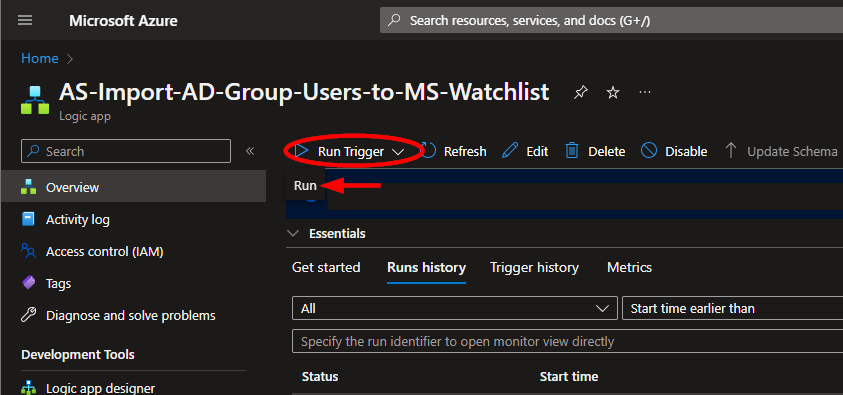 Microsoft Azure
Search resources, services, and docs (G+/)
Home
AS-Import-AD-Group-Users-to-MS-Watchlist
Logic app
Search
Run Trigger
Refresh
Edit
Delete
Disable
Update Schema
Run
Overview
Activity log
Access control (IAM)
Tags
Diagnose and solve problems
Development Tools
Logic app designer
Essentials
Get started
Runs history
Trigger history
Metrics
All
Start time earlier than
Specify the run identifier to open monitor view directly
Status
Start time